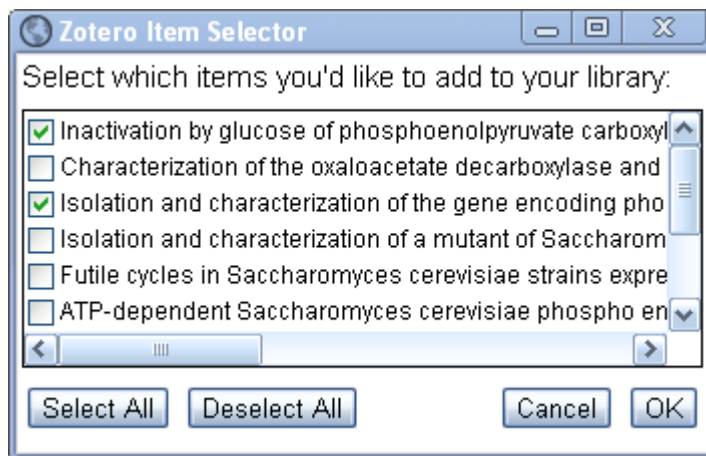 Zotero Item Selector
Select which items you'd like to add to your library:
Inactivation by glucose of phosphoenolpyruvate carboxyl
Characterization of the oxaloacetate decarboxylase and
Isolation and characterization of the gene encoding pho
Isolation and characterization of a mutant of Saccharom
Futile cycles in Saccharomyces cerevisiae strains expre
ATP-dependent Saccharomyces cerevisiae phospho en
Select All Deselect All Cancel OK